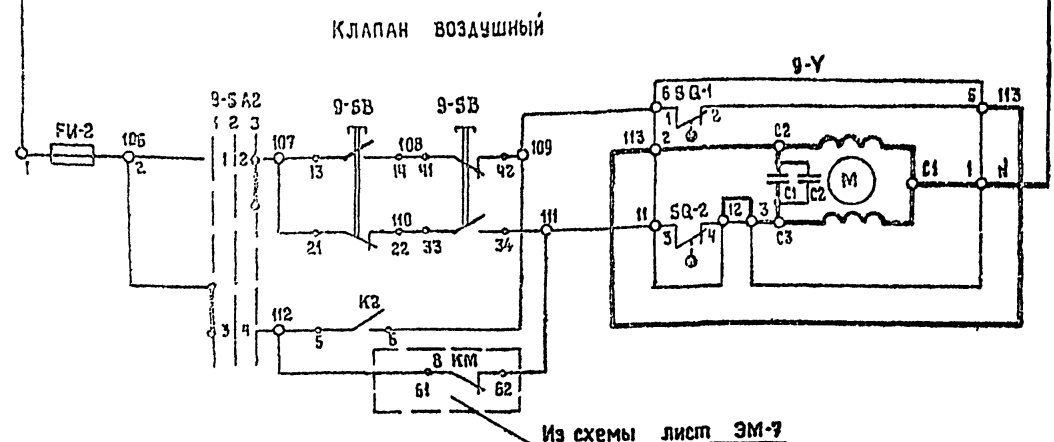 КЛАПАН ВОЗДУШНЫЙ
9-Y
9-SA2 9-SB 9-SB
1 2 3
6 SQ-1 6 113
1 2
FU-2 106 107 108 109
113 2 C2
2 1 2 13 14 41 42
C1 C2 M C1 1 N
110 111 11 SQ-2 12 3
21 22 33 34 3 4 C3
112 K2
3 4 5 6
8 КМ
61 62
Из схемы лист ЭМ-7